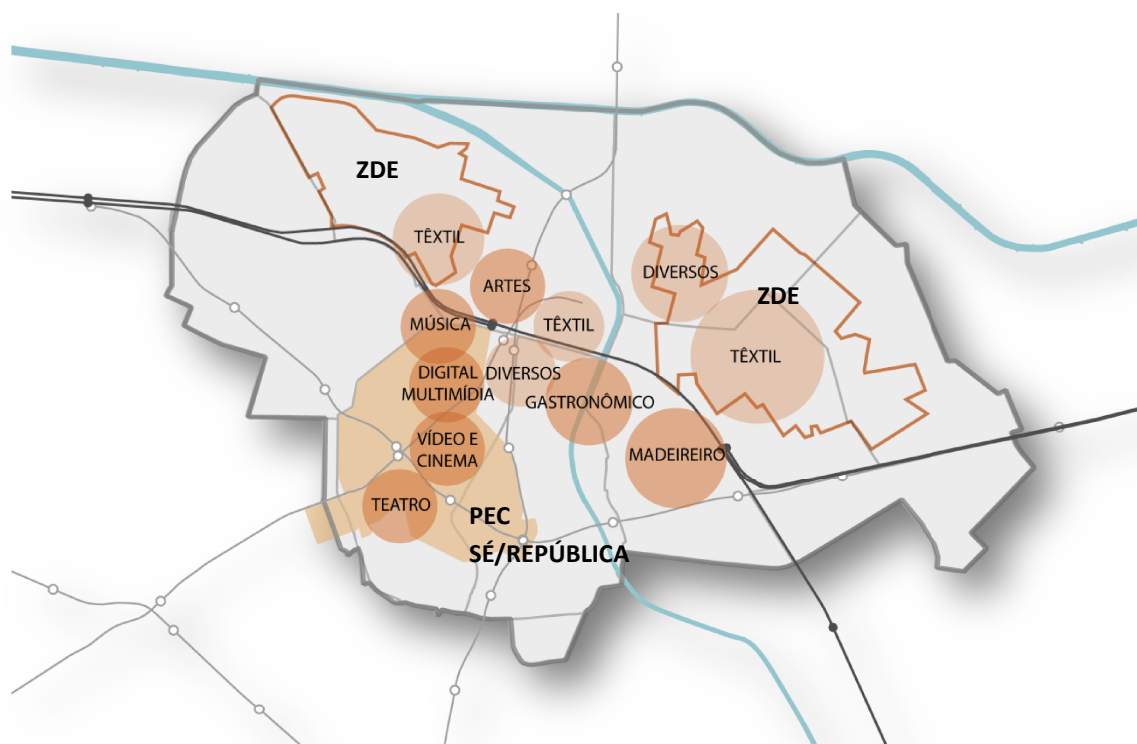 ZDE
TÊXTIL
DIVERSOS
ARTES
ZDE
MÚSICA
TÊXTIL
TÊXTIL
DIGITAL
MULTIMÍDIA
DIVERSOS
GASTRONÔMICO
VÍDEO E
CINEMA
MADEIREIRO
TEATRO
PEC
SÉ/REPÚBLICA